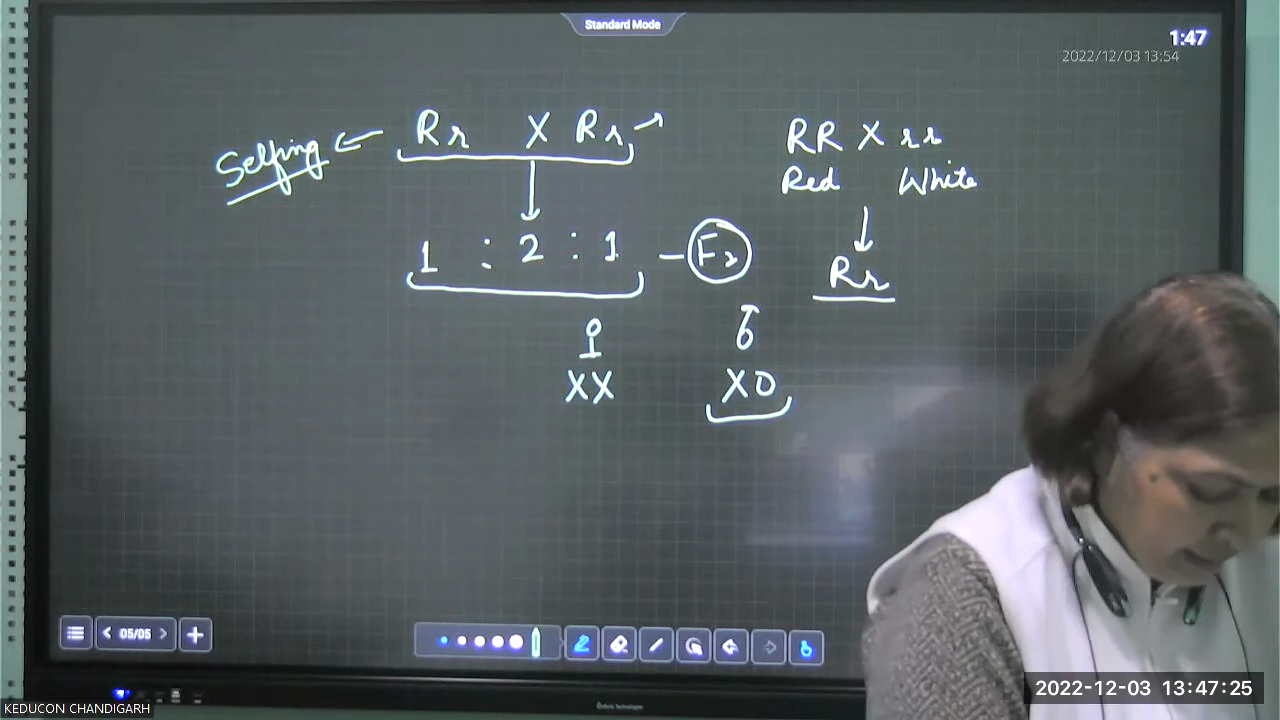 Standard Mode
1:47
2022/12/03 13:54
Selfing ← Rr X Rr →
1 : 2 : 1 — F2
♀ ♂
XX XO
RR X rr
Red White
↓
Rr
05/05
2022-12-03 13:47:25
KEDUCON CHANDIGARH